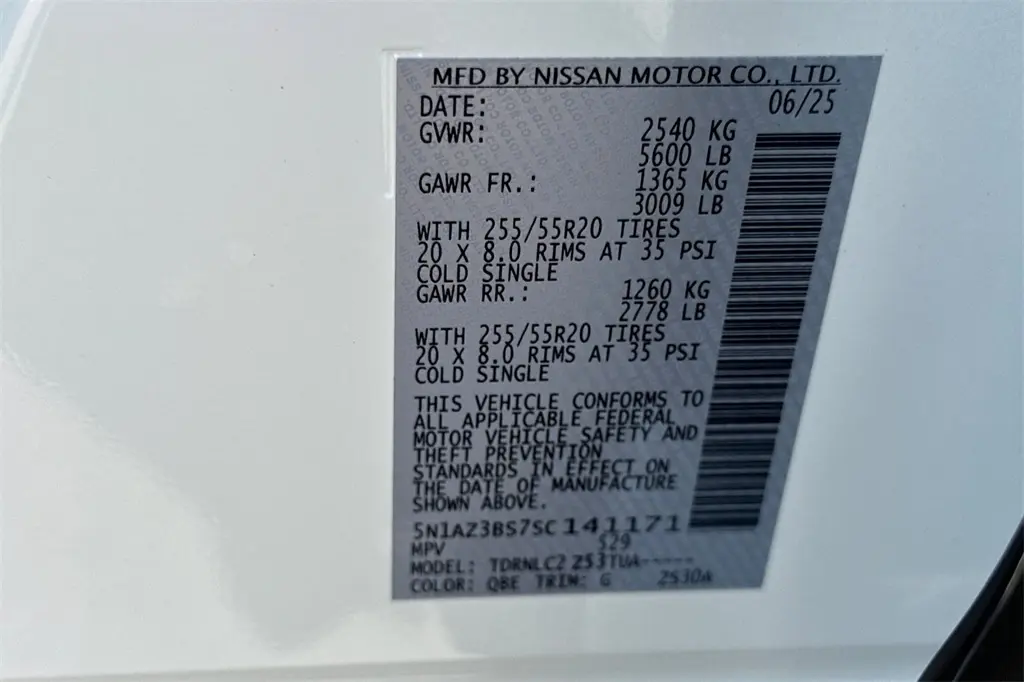 MFD BY NISSAN MOTOR CO., LTD.
DATE: 06/25
GVWR: 2540 KG
5600 LB
GAWR FR.: 1365 KG
3009 LB
WITH 255/55R20 TIRES
20 X 8.0 RIMS AT 35 PSI
COLD SINGLE
GAWR RR.: 1260 KG
2778 LB
WITH 255/55R20 TIRES
20 X 8.0 RIMS AT 35 PSI
COLD SINGLE
THIS VEHICLE CONFORMS TO
ALL APPLICABLE FEDERAL
MOTOR VEHICLE SAFETY AND
THEFT PREVENTION
STANDARDS IN EFFECT ON
THE DATE OF MANUFACTURE
SHOWN ABOVE.
5N1AZ3BS7SC141171
MPV 529
MODEL: TDRNLC2 Z53TUA-----
COLOR: QBE TRIM: G 2530A